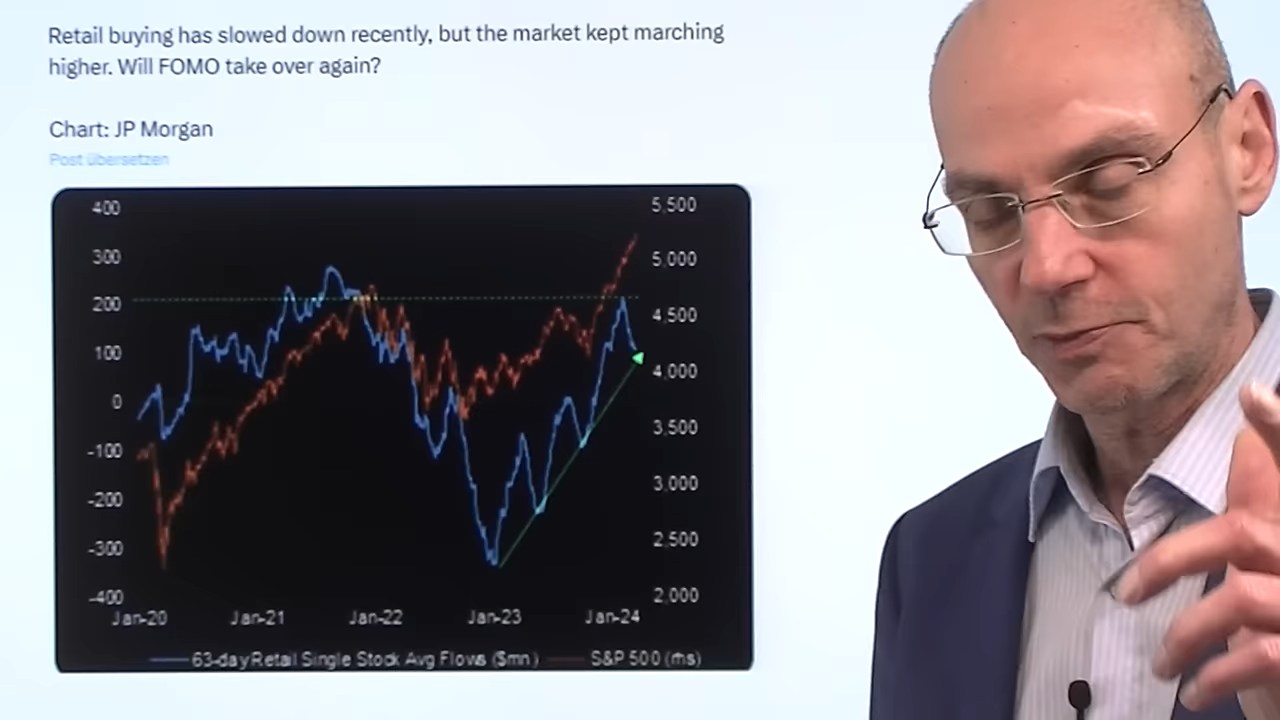 Retail buying has slowed down recently, but the market kept marching
higher. Will FOMO take over again?
Chart: JP Morgan
Post übersetzen
400
300
200
100
0
-100
-200
-300
-400
5,500
5,000
4,500
4,000
3,500
3,000
2,500
2,000
Jan-20 Jan-21 Jan-22 Jan-23 Jan-24
63-day Retail Single Stock Avg Flows ($mn) S&P 500 (rhs)